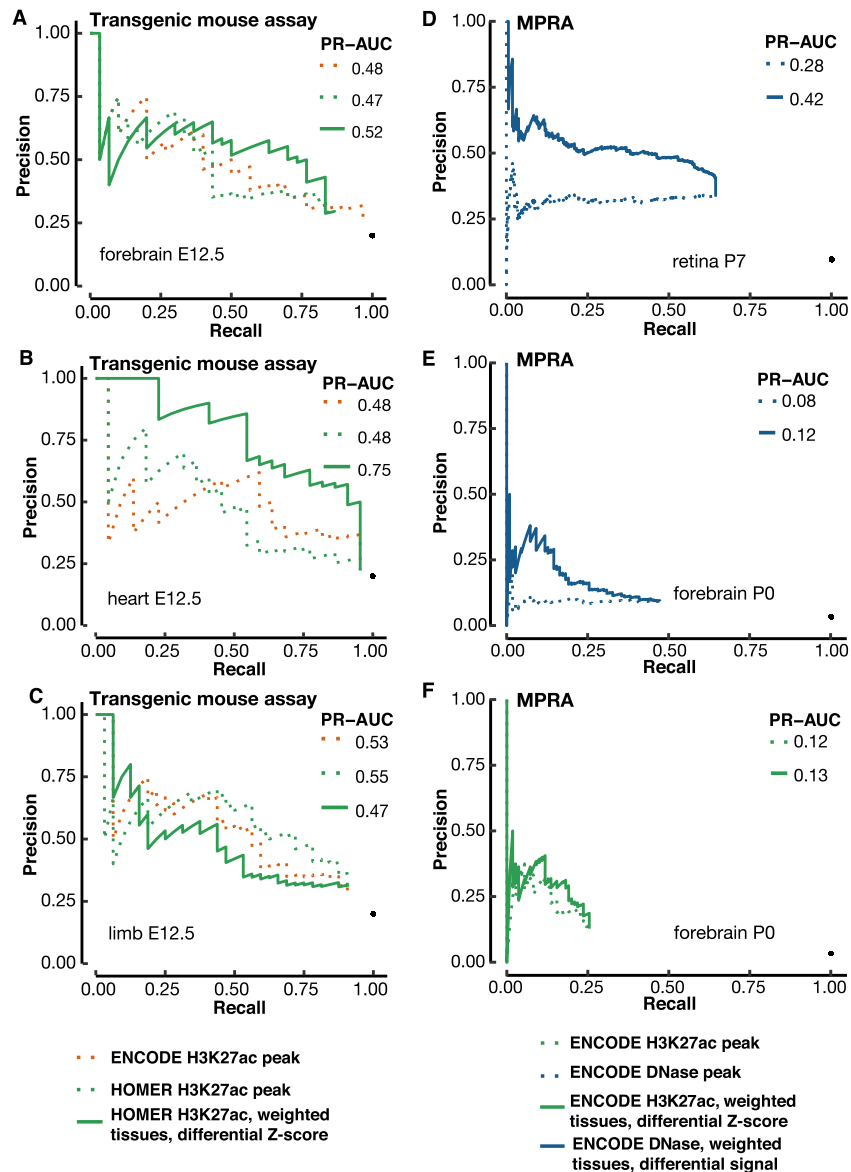 A
Transgenic mouse assay
PR-AUC
0.48
0.47
0.52
1.00
0.75
0.50
0.25
0.00
Precision
forebrain E12.5
0.00 0.25 0.50 0.75 1.00
Recall
B
Transgenic mouse assay
PR-AUC
0.48
0.48
0.75
1.00
0.75
0.50
0.25
0.00
Precision
heart E12.5
0.00 0.25 0.50 0.75 1.00
Recall
C
Transgenic mouse assay
PR-AUC
0.53
0.55
0.47
1.00
0.75
0.50
0.25
0.00
Precision
limb E12.5
0.00 0.25 0.50 0.75 1.00
Recall
ENCODE H3K27ac peak
HOMER H3K27ac peak
HOMER H3K27ac, weighted
tissues, differential Z-score
D
MPRA
PR-AUC
0.28
0.42
1.00
0.75
0.50
0.25
0.00
Precision
retina P7
0.00 0.25 0.50 0.75 1.00
Recall
E
MPRA
PR-AUC
0.08
0.12
1.00
0.75
0.50
0.25
0.00
Precision
forebrain P0
0.00 0.25 0.50 0.75 1.00
Recall
F
MPRA
PR-AUC
0.12
0.13
1.00
0.75
0.50
0.25
0.00
Precision
forebrain P0
0.00 0.25 0.50 0.75 1.00
Recall
ENCODE H3K27ac peak
ENCODE DNase peak
ENCODE H3K27ac, weighted
tissues, differential Z-score
ENCODE DNase, weighted
tissues, differential signal